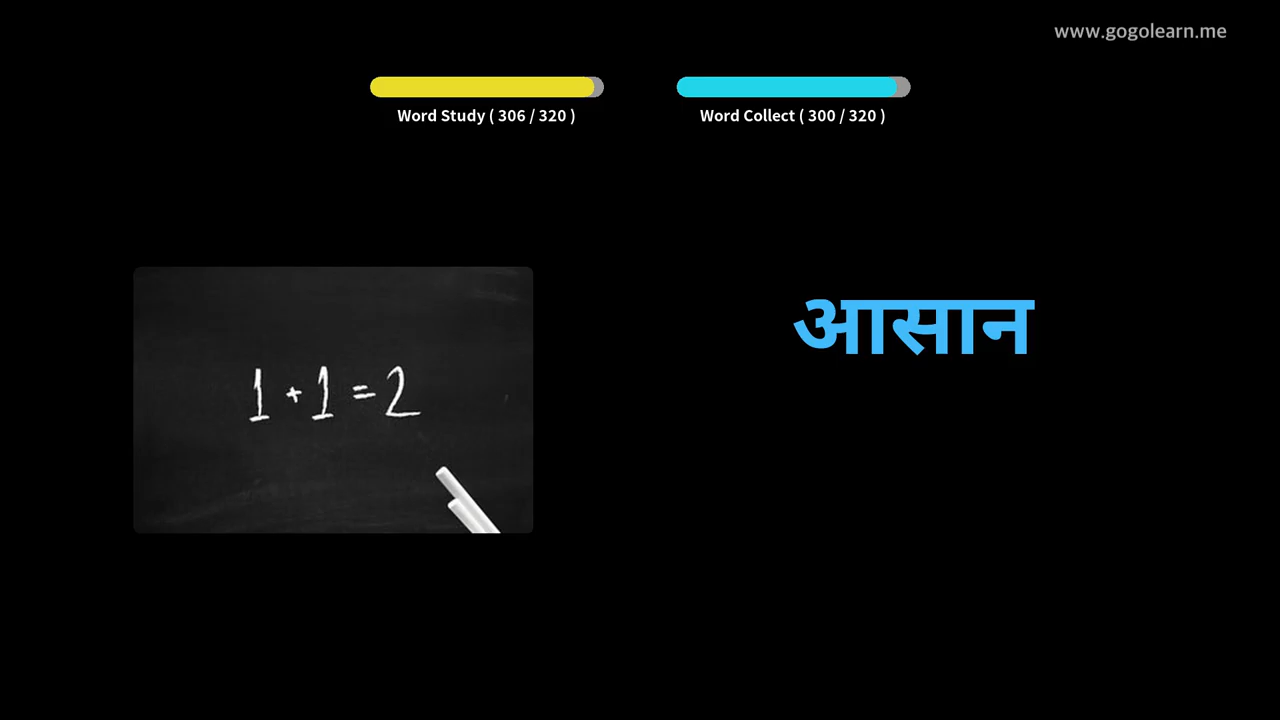 www.gogolearn.me
Word Study ( 306 / 320 )
Word Collect ( 300 / 320 )
आसान
1 + 1 = 2